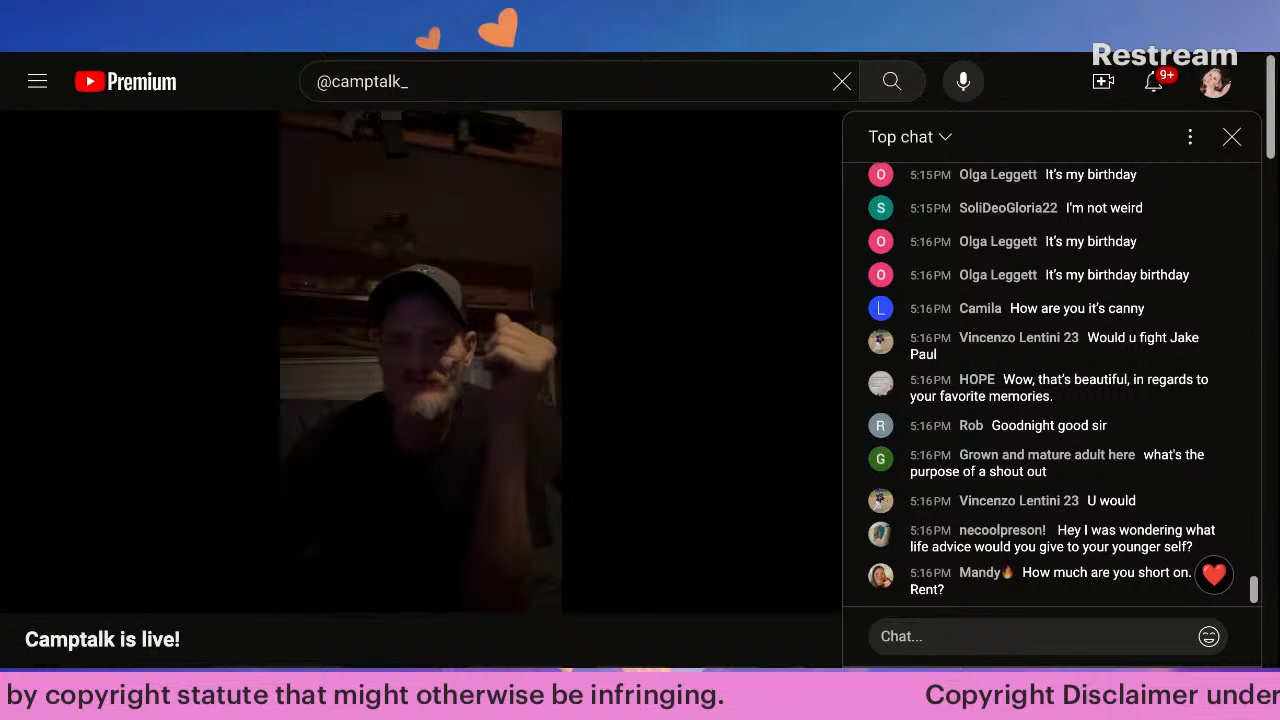 Restream
Premium
@camptalk_
9+
Top chat
O 5:15PM Olga Leggett It's my birthday
S 5:15PM SoliDeoGloria22 I'm not weird
O 5:16PM Olga Leggett It's my birthday
O 5:16PM Olga Leggett It's my birthday birthday
L 5:16PM Camila How are you it's canny
5:16PM Vincenzo Lentini 23 Would u fight Jake
Paul
5:16PM HOPE Wow, that's beautiful, in regards to
your favorite memories.
R 5:16PM Rob Goodnight good sir
G 5:16PM Grown and mature adult here what's the
purpose of a shout out
5:16PM Vincenzo Lentini 23 U would
5:16PM necoolpreson! Hey I was wondering what
life advice would you give to your younger self?
5:16PM Mandy🔥 How much are you short on.
Rent?
Chat...
Camptalk is live!
by copyright statute that might otherwise be infringing. Copyright Disclaimer under